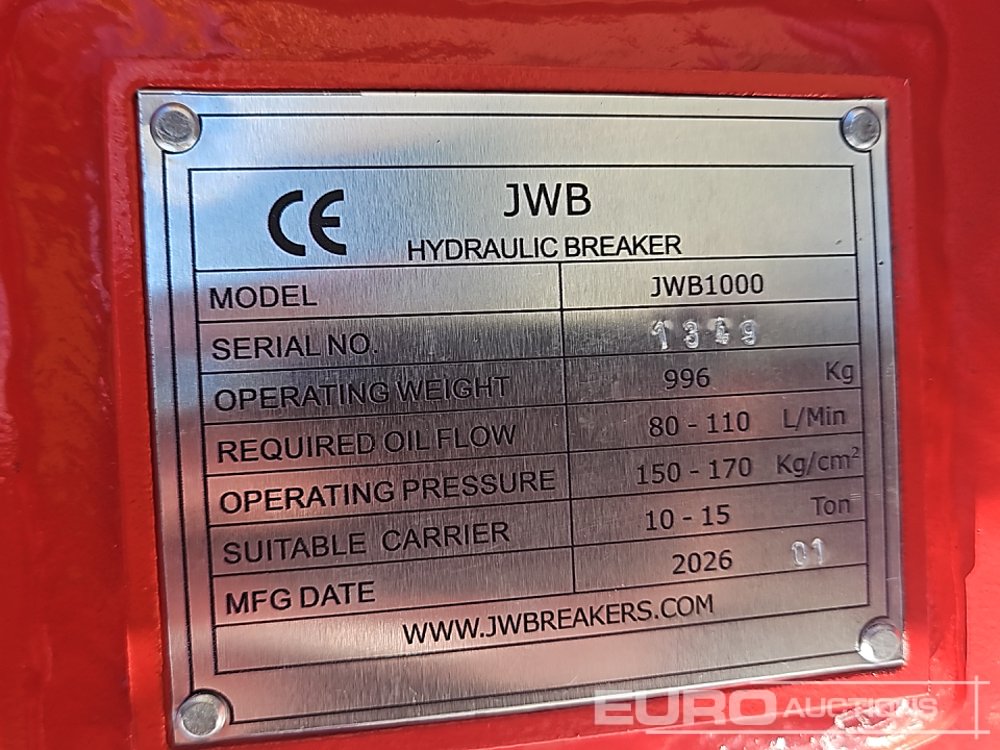 CE JWB
HYDRAULIC BREAKER
MODEL JWB1000
SERIAL NO. 1349
OPERATING WEIGHT 996 Kg
REQUIRED OIL FLOW 80 - 110 L/Min
OPERATING PRESSURE 150 - 170 Kg/cm²
SUITABLE CARRIER 10 - 15 Ton
MFG DATE 2026 01
WWW.JWBREAKERS.COM
EURO AUCTIONS